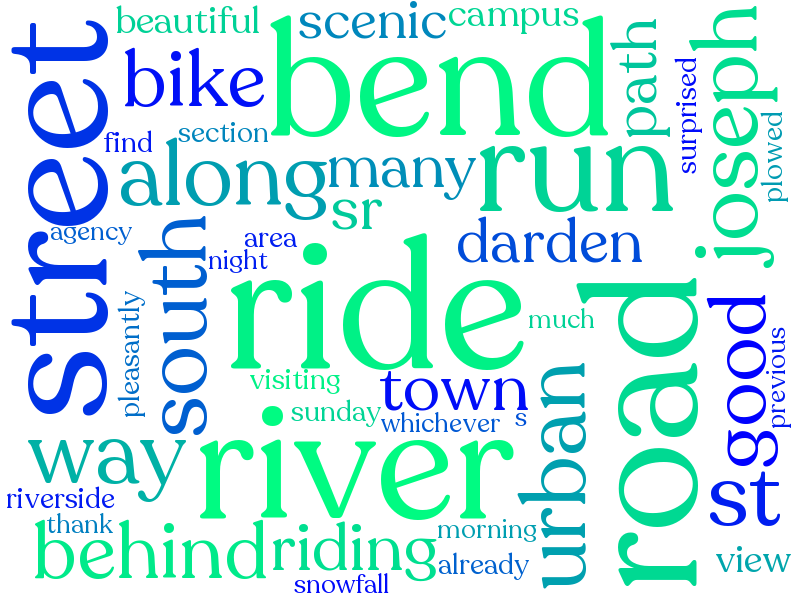 beautiful
scenic
campus
street
bike
bend
path
surprised
joseph
plowed
find
section
along
many
run
sr
agency
south
area
night
darden
ride
pleasantly
much
road
good
previous
visiting
sunday
town
whichever
s
urban
way
river
st
riverside
thank
behind
riding
morning
already
view
snowfall